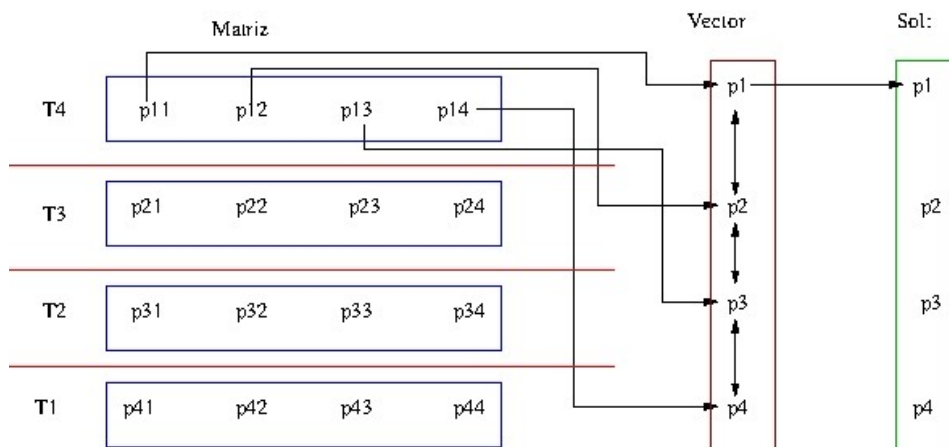 Matriz Vector Sol:
T4 p11 p12 p13 p14 p1 p1
T3 p21 p22 p23 p24 p2 p2
T2 p31 p32 p33 p34 p3 p3
T1 p41 p42 p43 p44 p4 p4